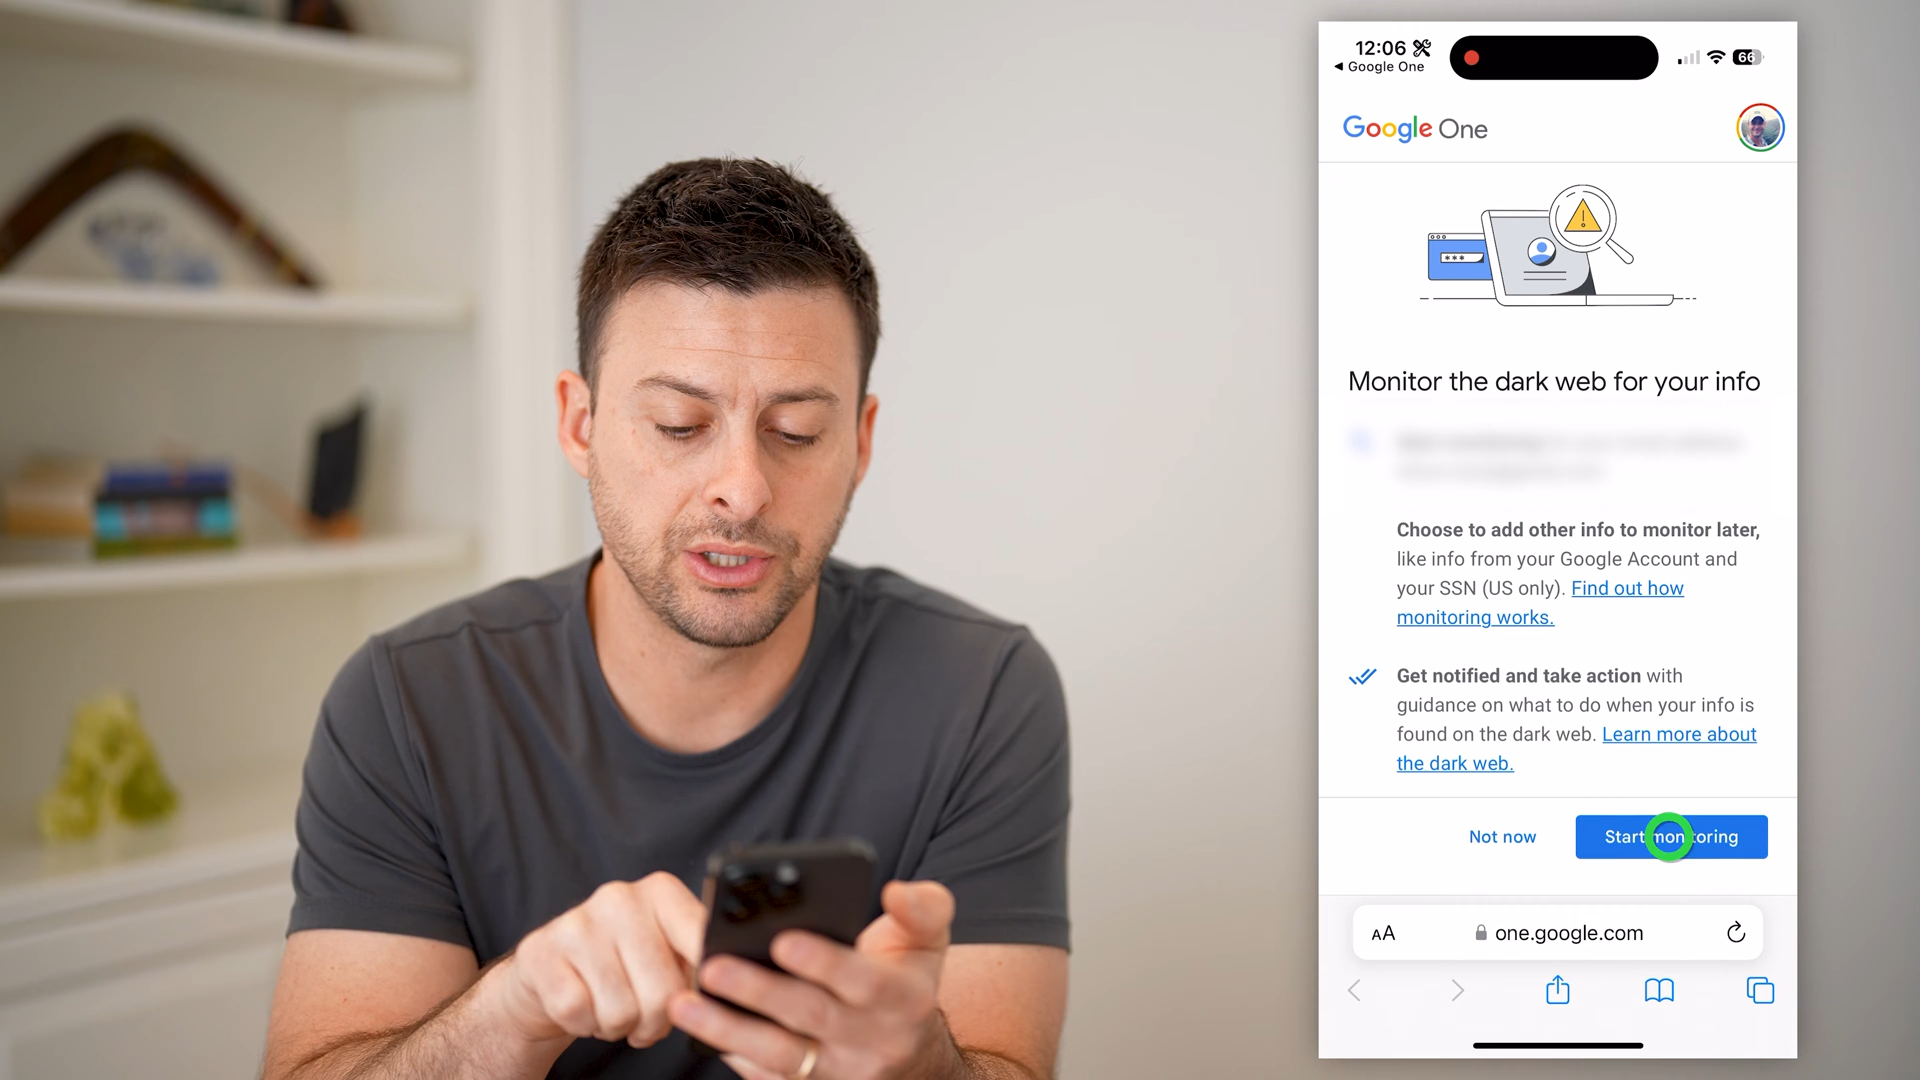 12:06
66
◀ Google One
Google One
***
Monitor the dark web for your info
Choose to add other info to monitor later,
like info from your Google Account and
your SSN (US only). Find out how
monitoring works.
Get notified and take action with
guidance on what to do when your info is
found on the dark web. Learn more about
the dark web.
Not now
Start monitoring
AA
one.google.com